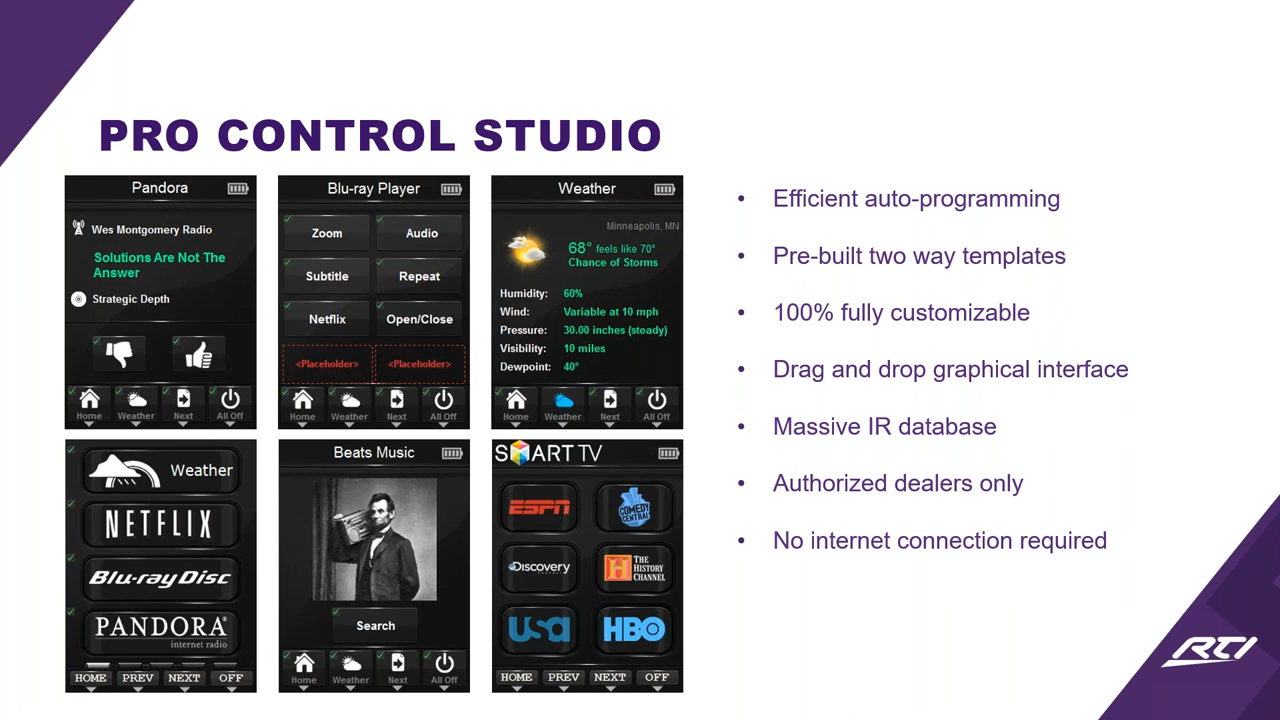 PRO CONTROL STUDIO
Pandora
Wes Montgomery Radio
Solutions Are Not The
Answer
Strategic Depth
Home Weather Next All Off
Blu-ray Player
Zoom Audio
Subtitle Repeat
Netflix Open/Close
<Placeholder> <Placeholder>
Home Weather Next All Off
Weather
Minneapolis, MN
68° feels like 70°
Chance of Storms
Humidity: 60%
Wind: Variable at 10 mph
Pressure: 30.00 inches (steady)
Visibility: 10 miles
Dewpoint: 40°
Home Weather Next All Off
Weather
NETFLIX
Blu-ray Disc
PANDORA®
internet radio
HOME PREV NEXT OFF
Beats Music
Search
Home Weather Next All Off
SMART TV
ESPN COMEDY
CENTRAL
Discovery
H THE
HISTORY
CHANNEL
usa HBO
HOME PREV NEXT OFF
• Efficient auto-programming
• Pre-built two way templates
• 100% fully customizable
• Drag and drop graphical interface
• Massive IR database
• Authorized dealers only
• No internet connection required
RTI